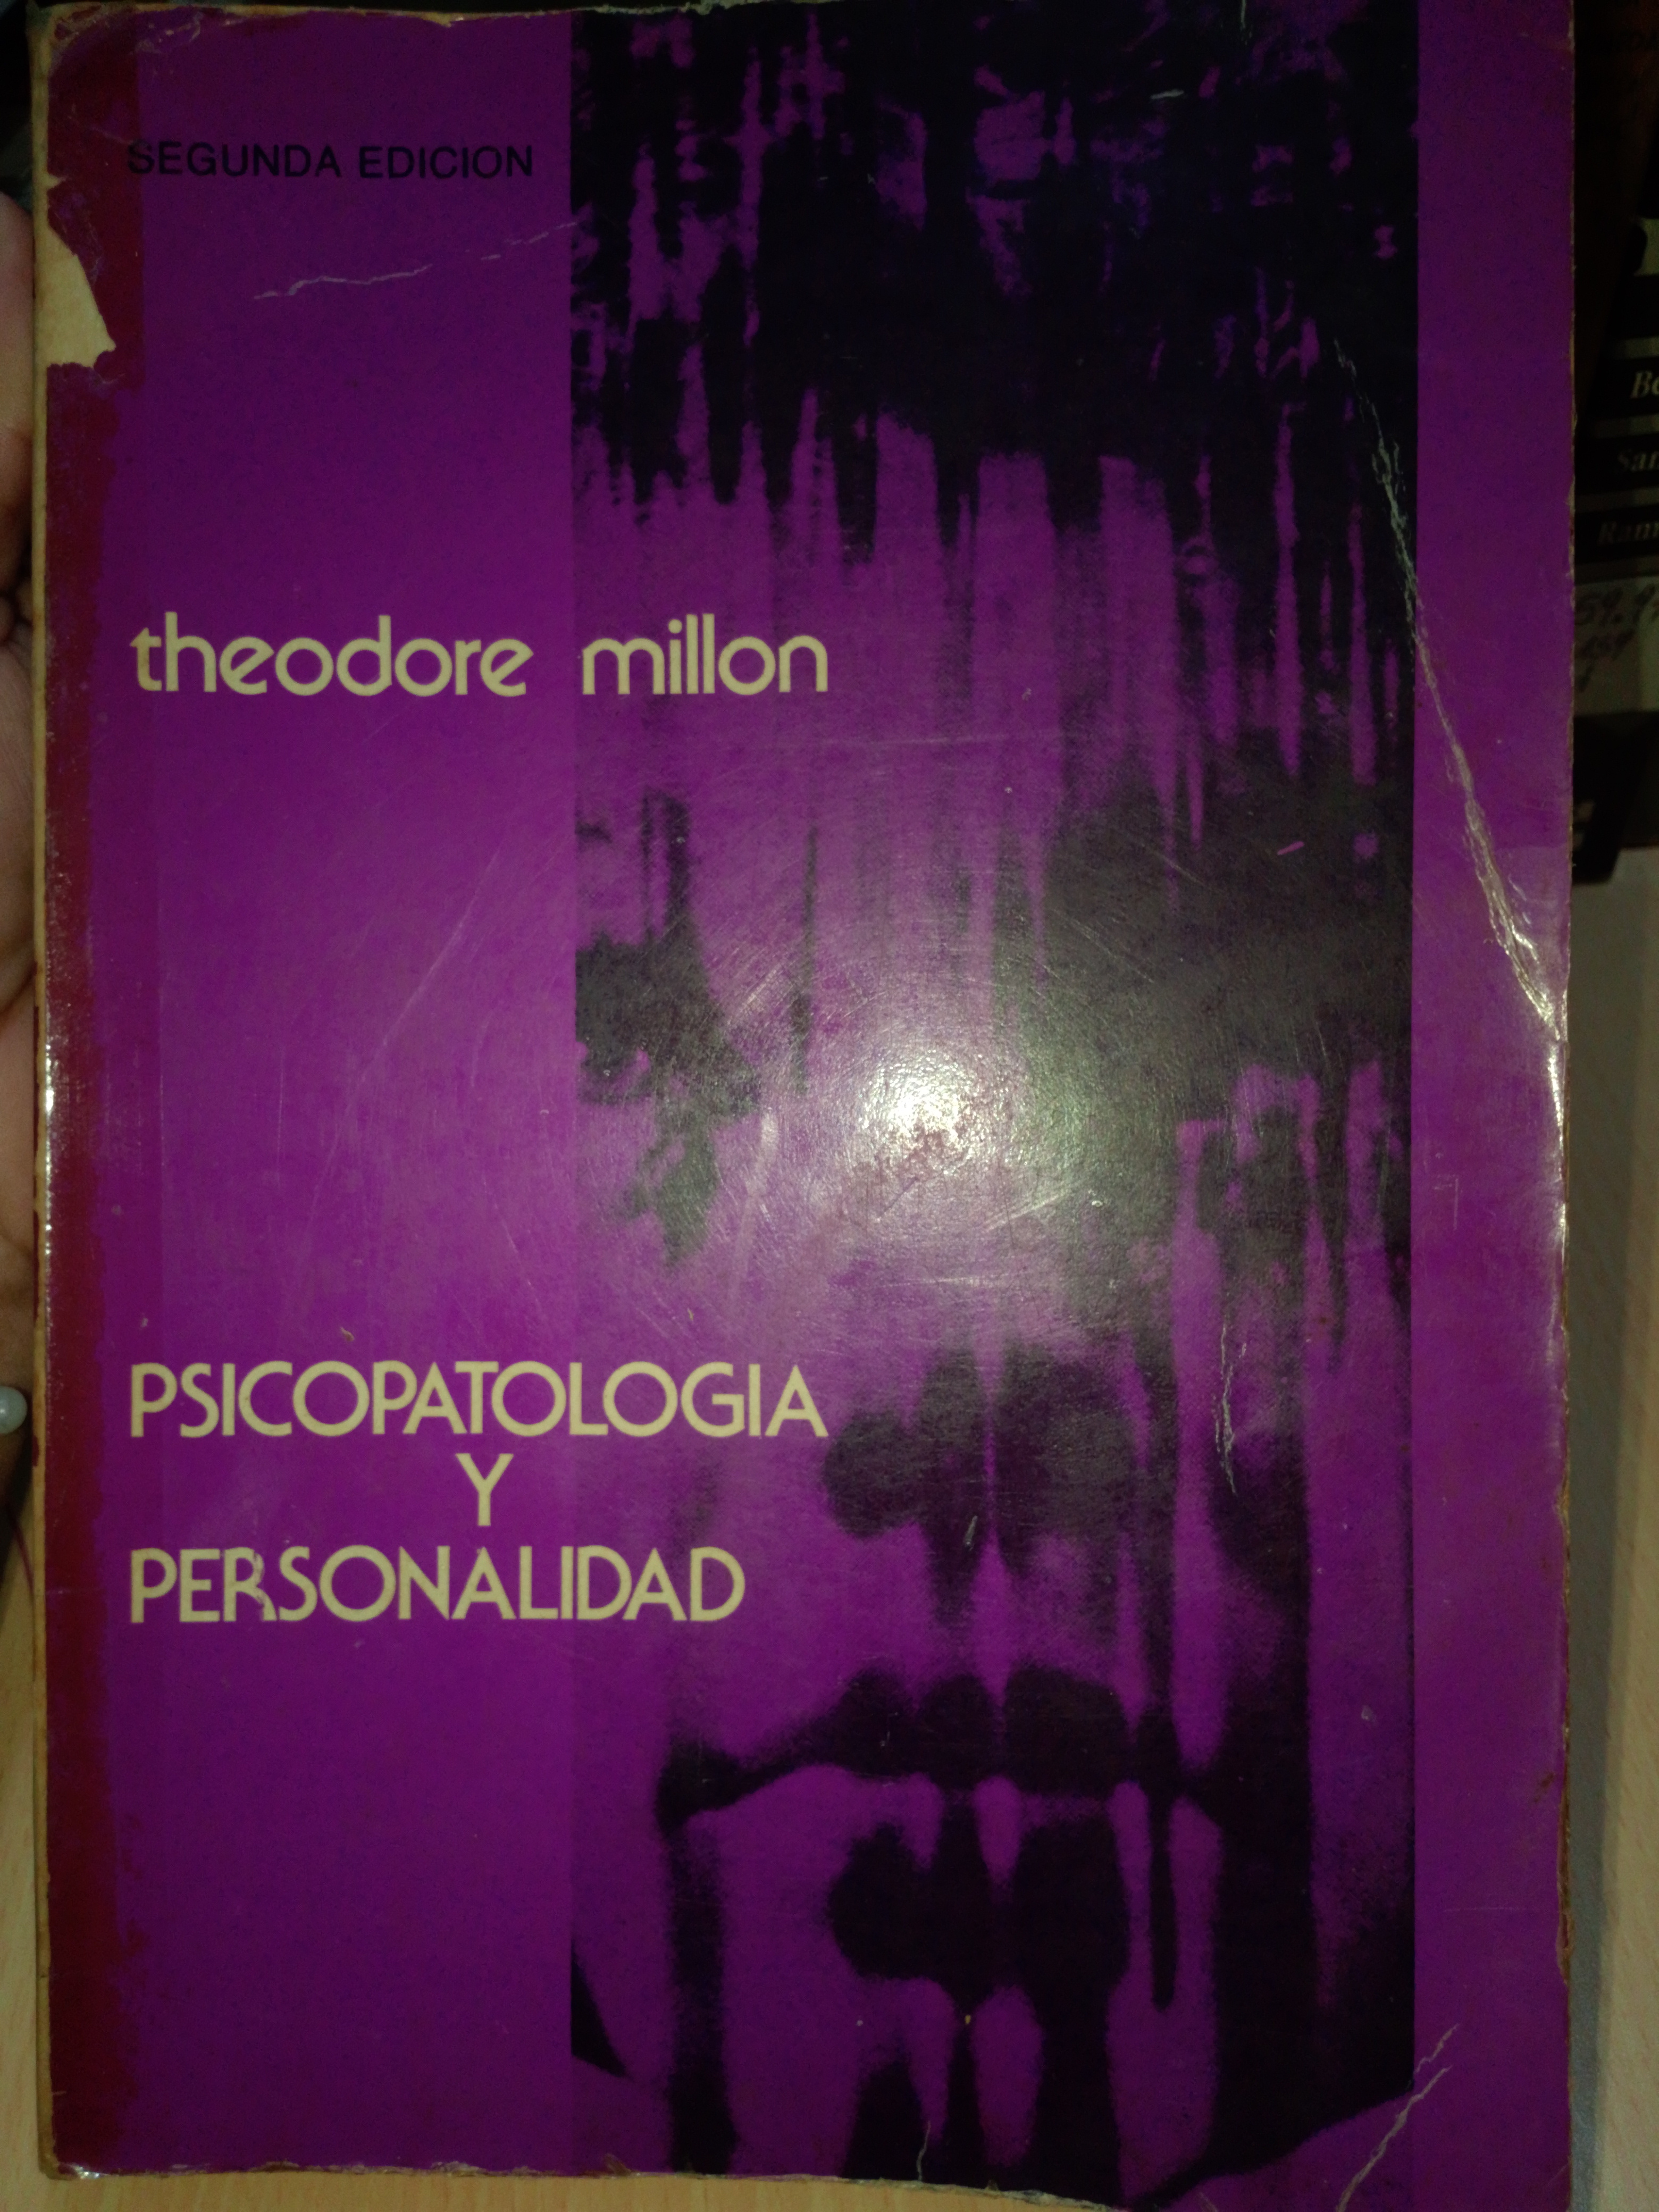 SEGUNDA EDICION
theodore millon
PSICOPATOLOGIA
Y
PERSONALIDAD